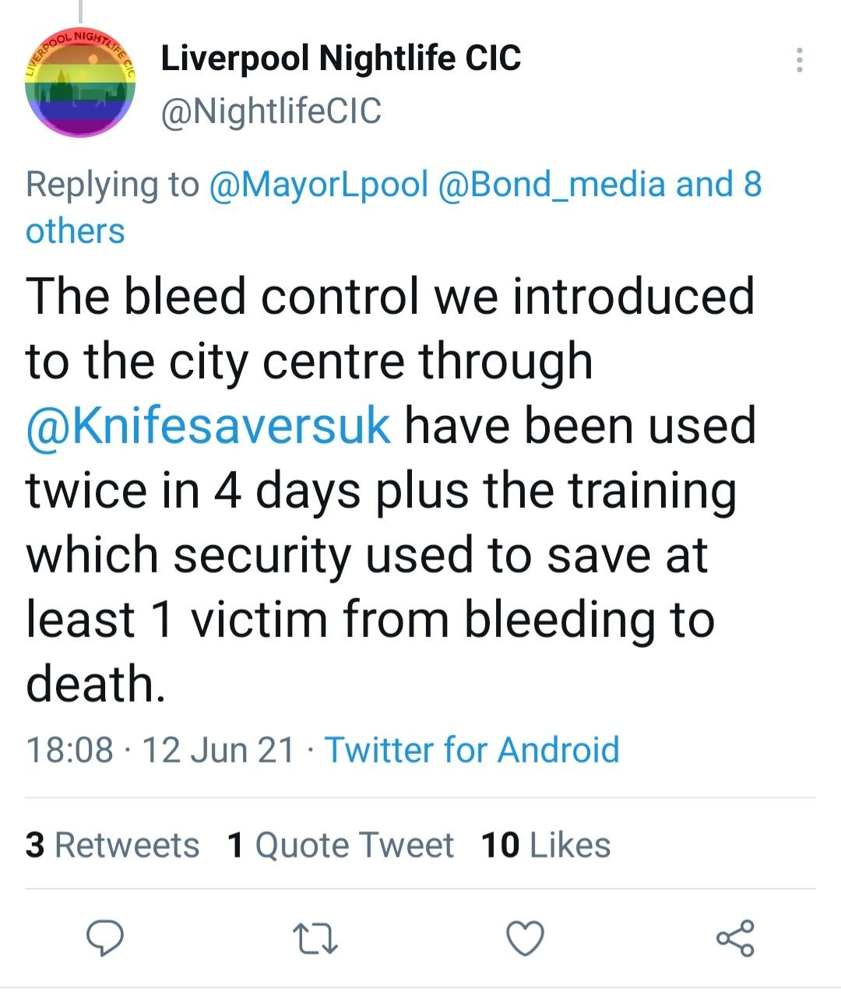 LIVERPOOL NIGHTLIFE CIC
Liverpool Nightlife CIC
@NightlifeCIC
Replying to @MayorLpool @Bond_media and 8
others
The bleed control we introduced
to the city centre through
@Knifesaversuk have been used
twice in 4 days plus the training
which security used to save at
least 1 victim from bleeding to
death.
18:08 · 12 Jun 21 · Twitter for Android
3 Retweets 1 Quote Tweet 10 Likes